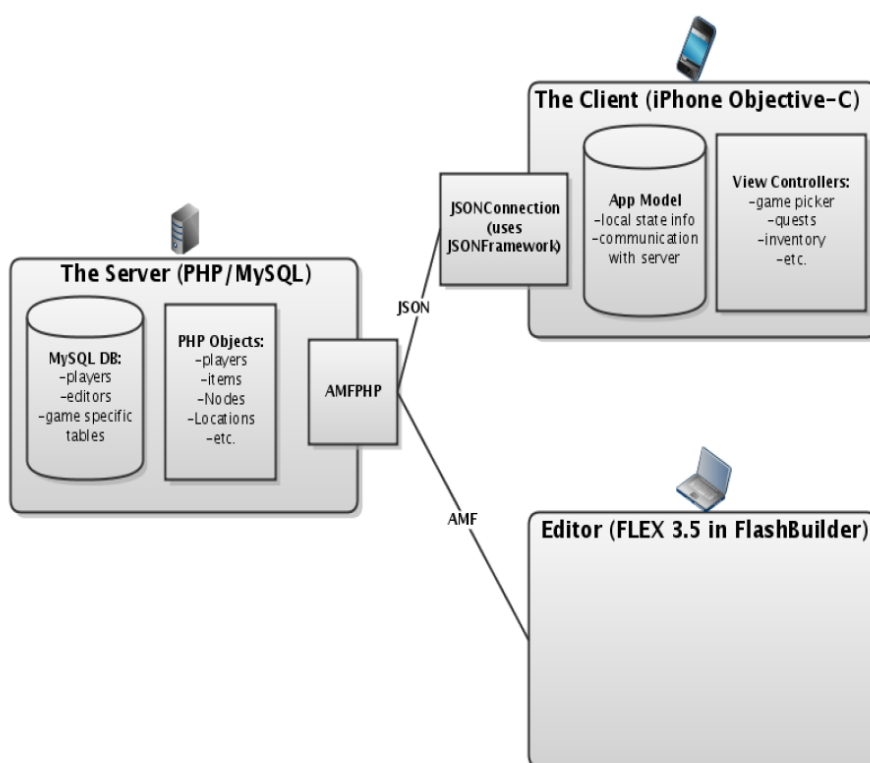 The Client (iPhone Objective-C)
JSONConnection
(uses
JSONFramework)
App Model
-local state info
-communication
with server
View Controllers:
-game picker
-quests
-inventory
-etc.
The Server (PHP/MySQL)
MySQL DB:
-players
-editors
-game specific
tables
PHP Objects:
-players
-items
-Nodes
-Locations
-etc.
AMFPHP
JSON
AMF
Editor (FLEX 3.5 in FlashBuilder)